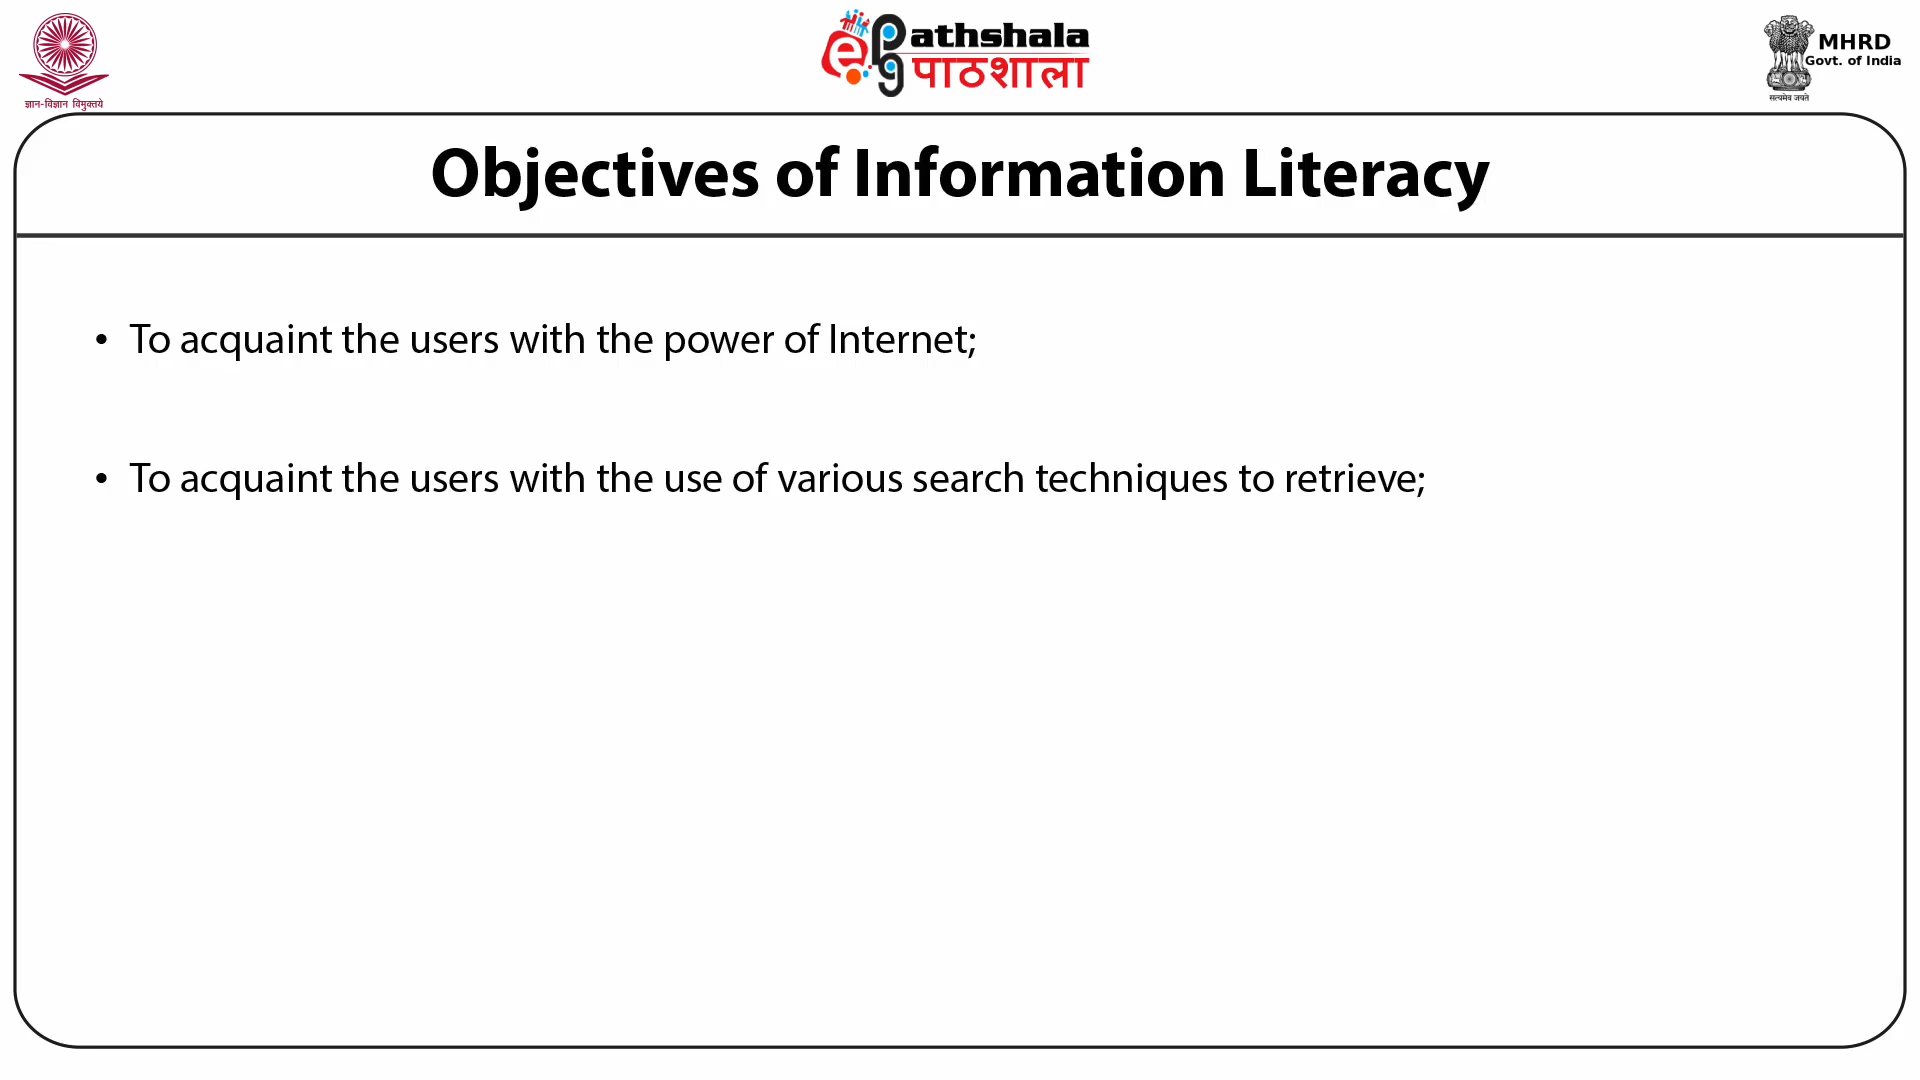 ज्ञान-विज्ञान विमुक्तये
e pg athshala
पाठशाला
MHRD
Govt. of India
सत्यमेव जयते
Objectives of Information Literacy
• To acquaint the users with the power of Internet;
• To acquaint the users with the use of various search techniques to retrieve;